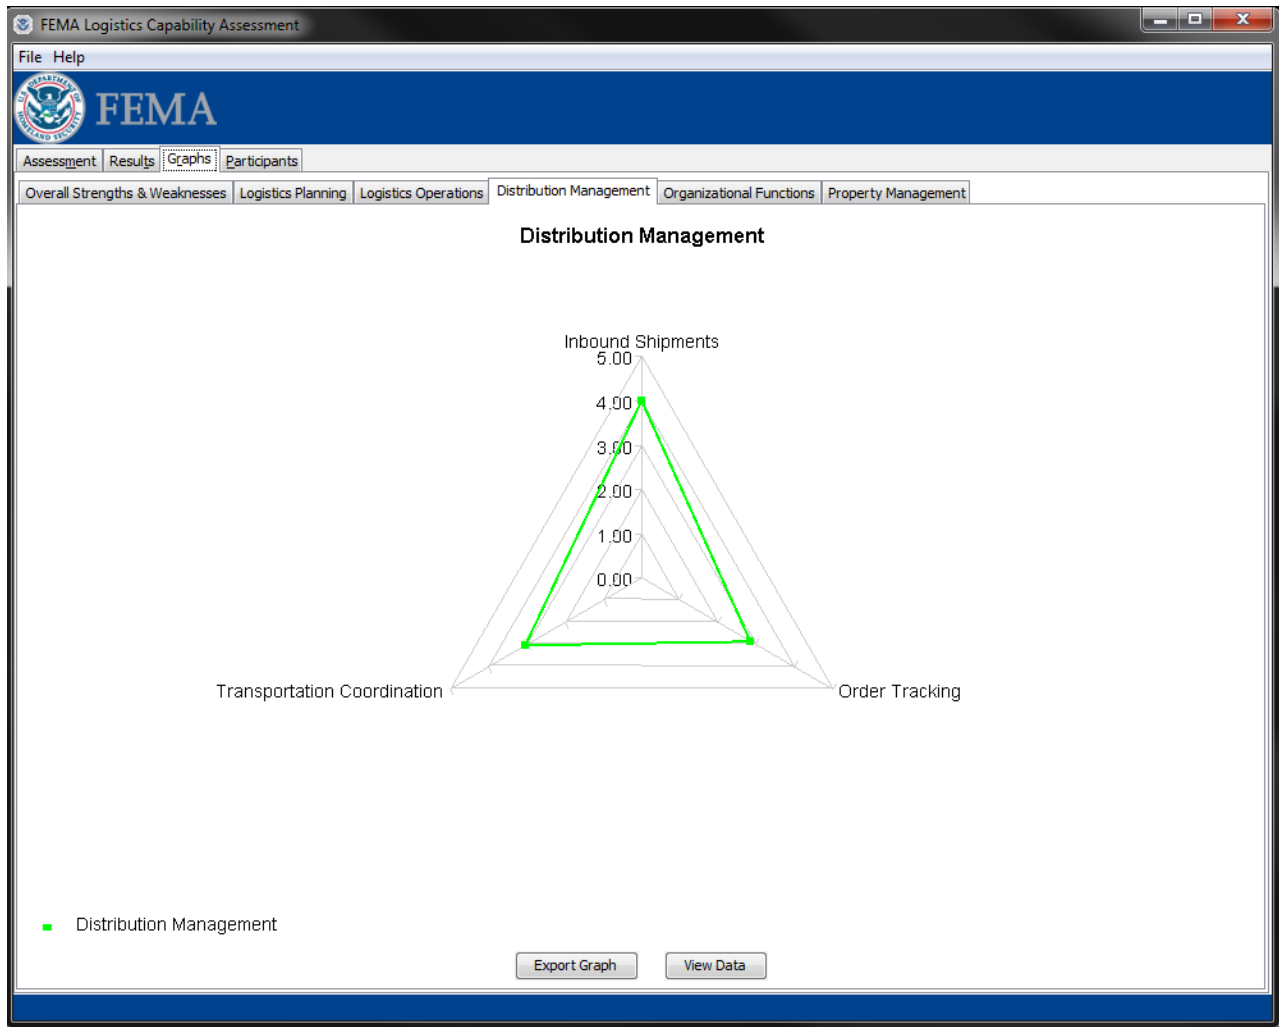 FEMA Logistics Capability Assessment
File Help
FEMA
Assessment Results Graphs Participants
Overall Strengths & Weaknesses Logistics Planning Logistics Operations Distribution Management Organizational Functions Property Management
Distribution Management
Inbound Shipments
5.00
4.00
3.00
2.00
1.00
0.00
Transportation Coordination
Order Tracking
Distribution Management
Export Graph View Data